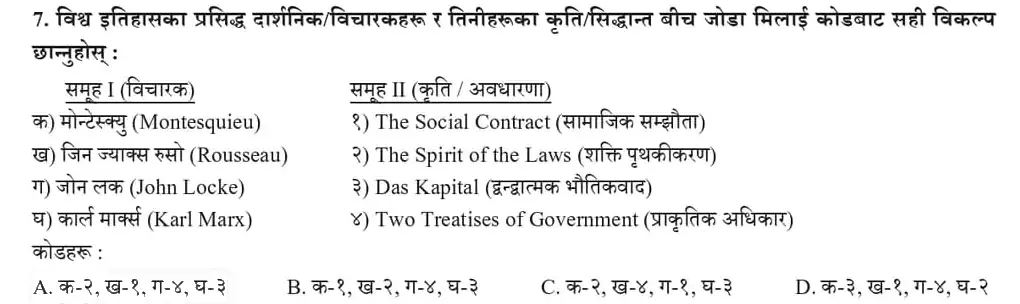 7. विश्व इतिहासका प्रसिद्ध दार्शनिक/विचारकहरू र तिनीहरूका कृति/सिद्धान्त बीच जोडा मिलाई कोडबाट सही विकल्प
छान्नुहोस् :
समूह I (विचारक) समूह II (कृति / अवधारणा)
क) मोन्टेस्क्यु (Montesquieu) १) The Social Contract (सामाजिक सम्झौता)
ख) जिन ज्याक्स रुसो (Rousseau) २) The Spirit of the Laws (शक्ति पृथकीकरण)
ग) जोन लक (John Locke) ३) Das Kapital (द्वन्द्वात्मक भौतिकवाद)
घ) कार्ल मार्क्स (Karl Marx) ४) Two Treatises of Government (प्राकृतिक अधिकार)
कोडहरू :
A. क-२, ख-१, ग-४, घ-३ B. क-१, ख-२, ग-४, घ-३ C. क-२, ख-४, ग-१, घ-३ D. क-३, ख-१, ग-४, घ-२